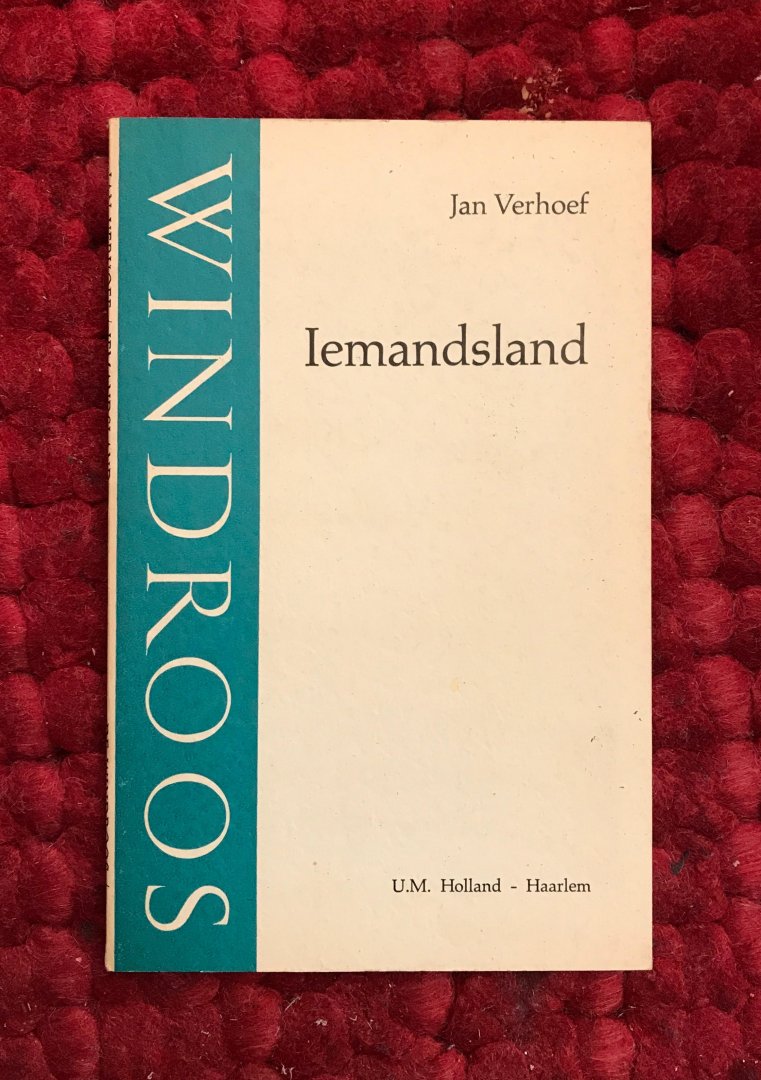 WINDROOS
Jan Verhoef
Iemandsland
U.M. Holland - Haarlem